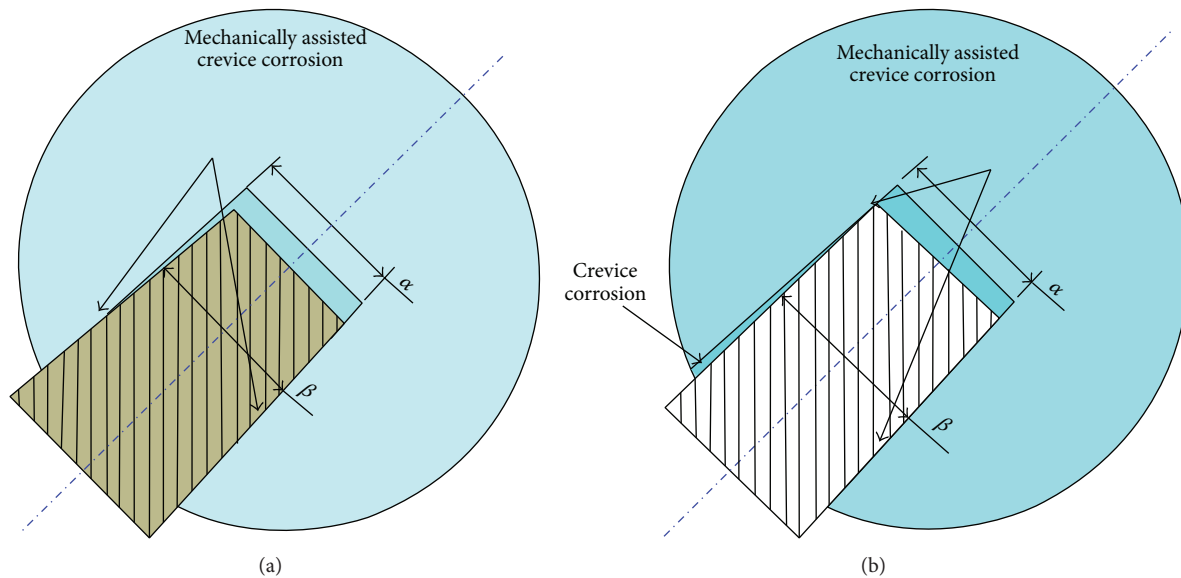 Mechanically assisted
crevice corrosion
α
β
(a)
Mechanically assisted
crevice corrosion
Crevice
corrosion
α
β
(b)